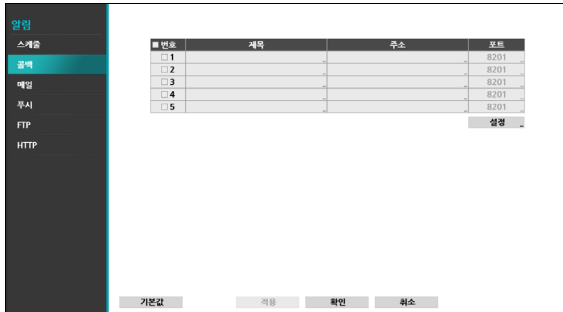 알림
스케줄
콜백
메일
푸시
FTP
HTTP
번호 제목 주소 포트
1 8201
2 8201
3 8201
4 8201
5 8201
설정
기본값 적용 확인 취소